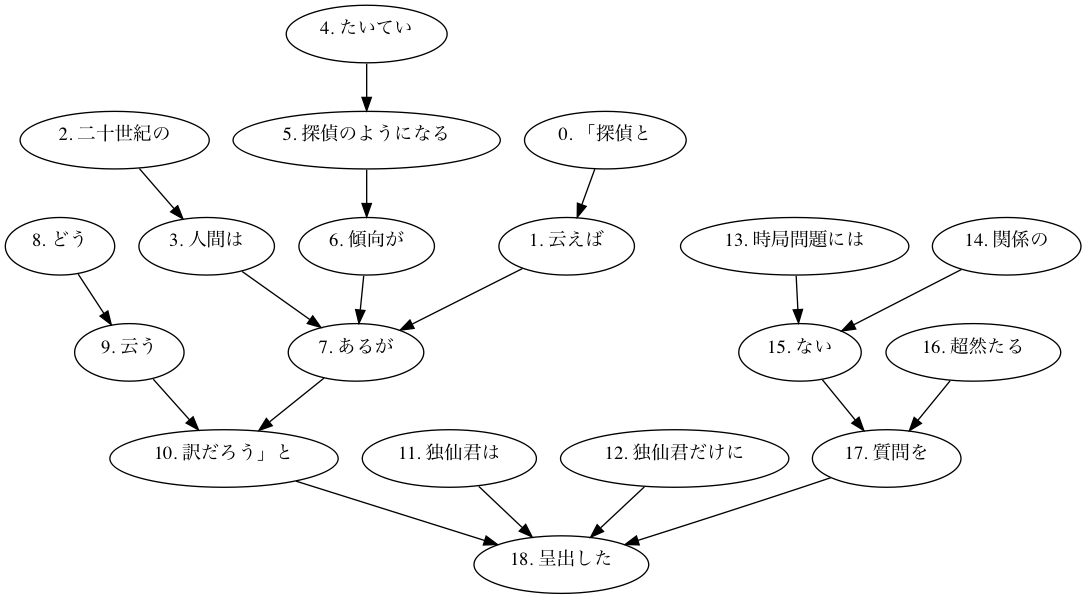 4. たいてい
2. 二十世紀の
5. 探偵のようになる
0. 「探偵と
8. どう
3. 人間は
6. 傾向が
1. 云えば
13. 時局問題には
14. 関係の
9. 云う
7. あるが
15. ない
16. 超然たる
10. 訳だろう」と
11. 独仙君は
12. 独仙君だけに
17. 質問を
18. 呈出した